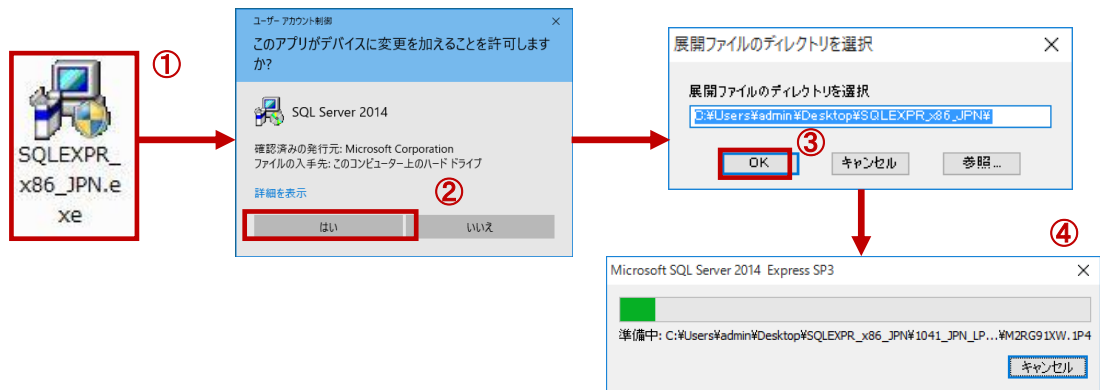 ①
SQLEXPR_
x86_JPN.e
xe
ユーザー アカウント制御
このアプリがデバイスに変更を加えることを許可します
か?
SQL Server 2014
確認済みの発行元: Microsoft Corporation
ファイルの入手先: このコンピューター上のハード ドライブ
詳細を表示
②
はい
いいえ
展開ファイルのディレクトリを選択
展開ファイルのディレクトリを選択
C:¥Users¥admin¥Desktop¥SQLEXPR_x86_JPN¥
③
OK
キャンセル
参照...
④
Microsoft SQL Server 2014 Express SP3
準備中: C:¥Users¥admin¥Desktop¥SQLEXPR_x86_JPN¥1041_JPN_LP...¥M2RG91XW.1P4
キャンセル